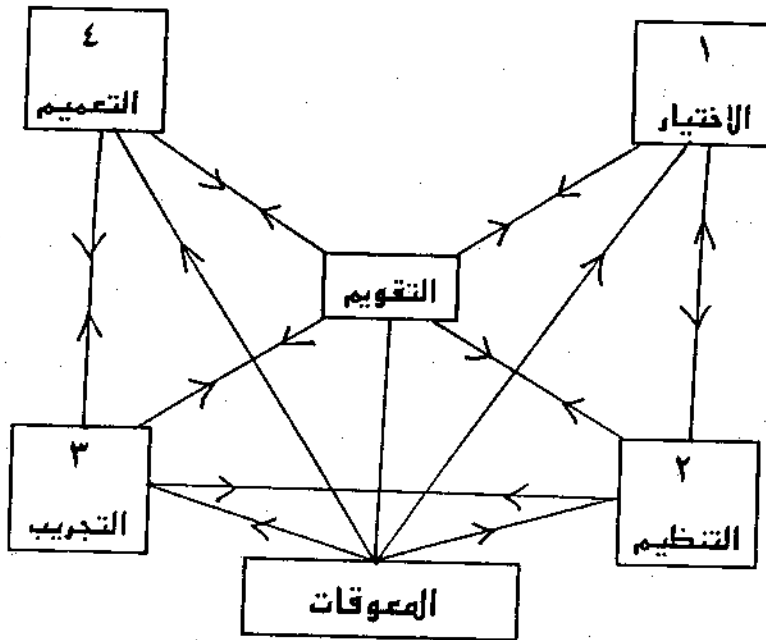 ١
الاختيار
٤
التعميم
التقويم
٢
التنظيم
٣
التجريب
المعوقات